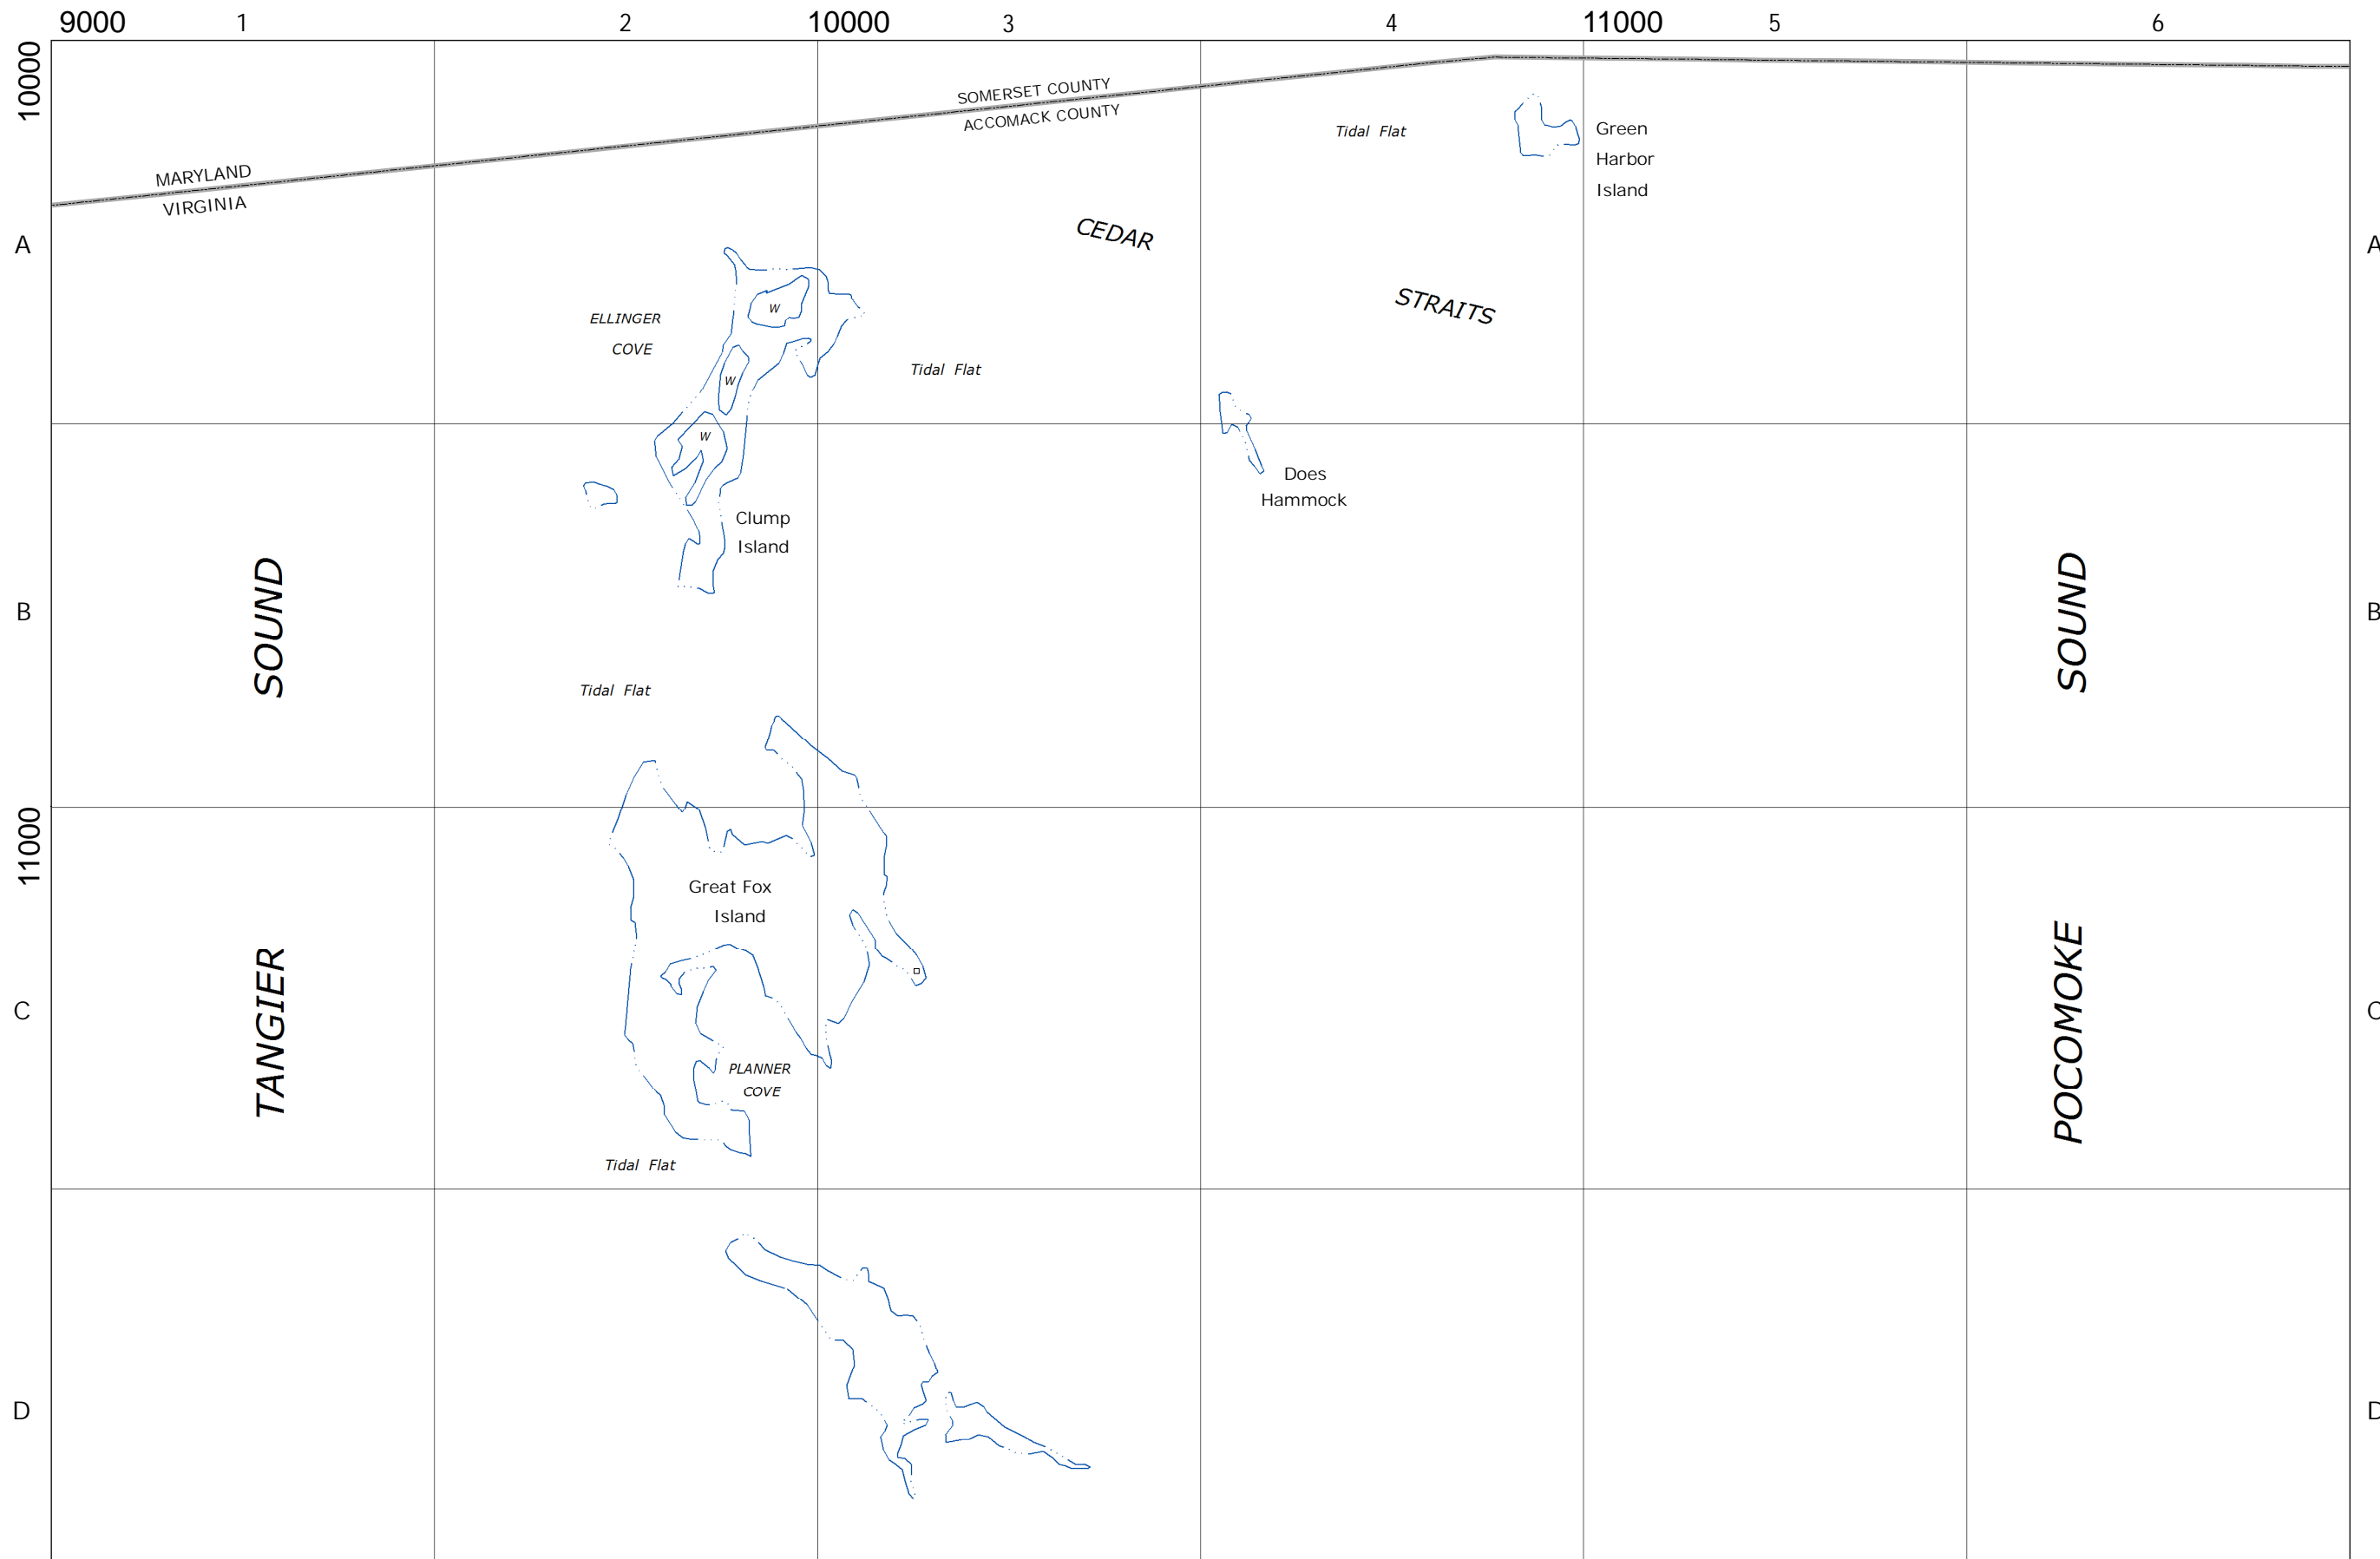 9000 1 2 10000 3 4 11000 5 6
10000
SOMERSET COUNTY
ACCOMACK COUNTY
MARYLAND
VIRGINIA
Tidal Flat
Green
Harbor
Island
A
A
CEDAR
STRAITS
ELLINGER
COVE
W
W
W
Tidal Flat
Does
Hammock
Clump
Island
B
B
SOUND
SOUND
Tidal Flat
11000
Great Fox
Island
C
C
TANGIER
POCOMOKE
PLANNER
COVE
Tidal Flat
D
D